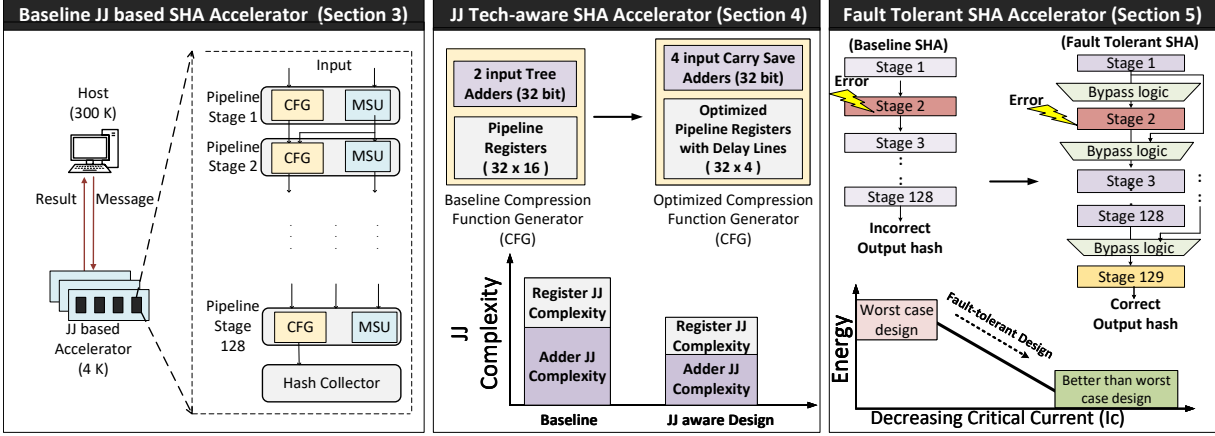 Baseline JJ based SHA Accelerator (Section 3)
Host
(300 K)
Result
Message
JJ based
Accelerator
(4 K)
Input
Pipeline
Stage 1
CFG
MSU
Pipeline
Stage 2
CFG
MSU
Pipeline
Stage
128
CFG
MSU
Hash Collector
JJ Tech-aware SHA Accelerator (Section 4)
2 input Tree
Adders (32 bit)
Pipeline
Registers
( 32 x 16 )
Baseline Compression
Function Generator
(CFG)
4 input Carry Save
Adders (32 bit)
Optimized
Pipeline Registers
with Delay Lines
( 32 x 4 )
Optimized Compression
Function Generator
(CFG)
JJ
Complexity
Register JJ
Complexity
Adder JJ
Complexity
Register JJ
Complexity
Adder JJ
Complexity
Baseline
JJ aware Design
Fault Tolerant SHA Accelerator (Section 5)
(Baseline SHA)
Stage 1
Error
Stage 2
Stage 3
Stage 128
Incorrect
Output hash
(Fault Tolerant SHA)
Stage 1
Bypass logic
Error
Stage 2
Bypass logic
Stage 3
Stage 128
Bypass logic
Stage 129
Correct
Output hash
Energy
Worst case
design
Fault-tolerant Design
Better than worst
case design
Decreasing Critical Current (Ic)